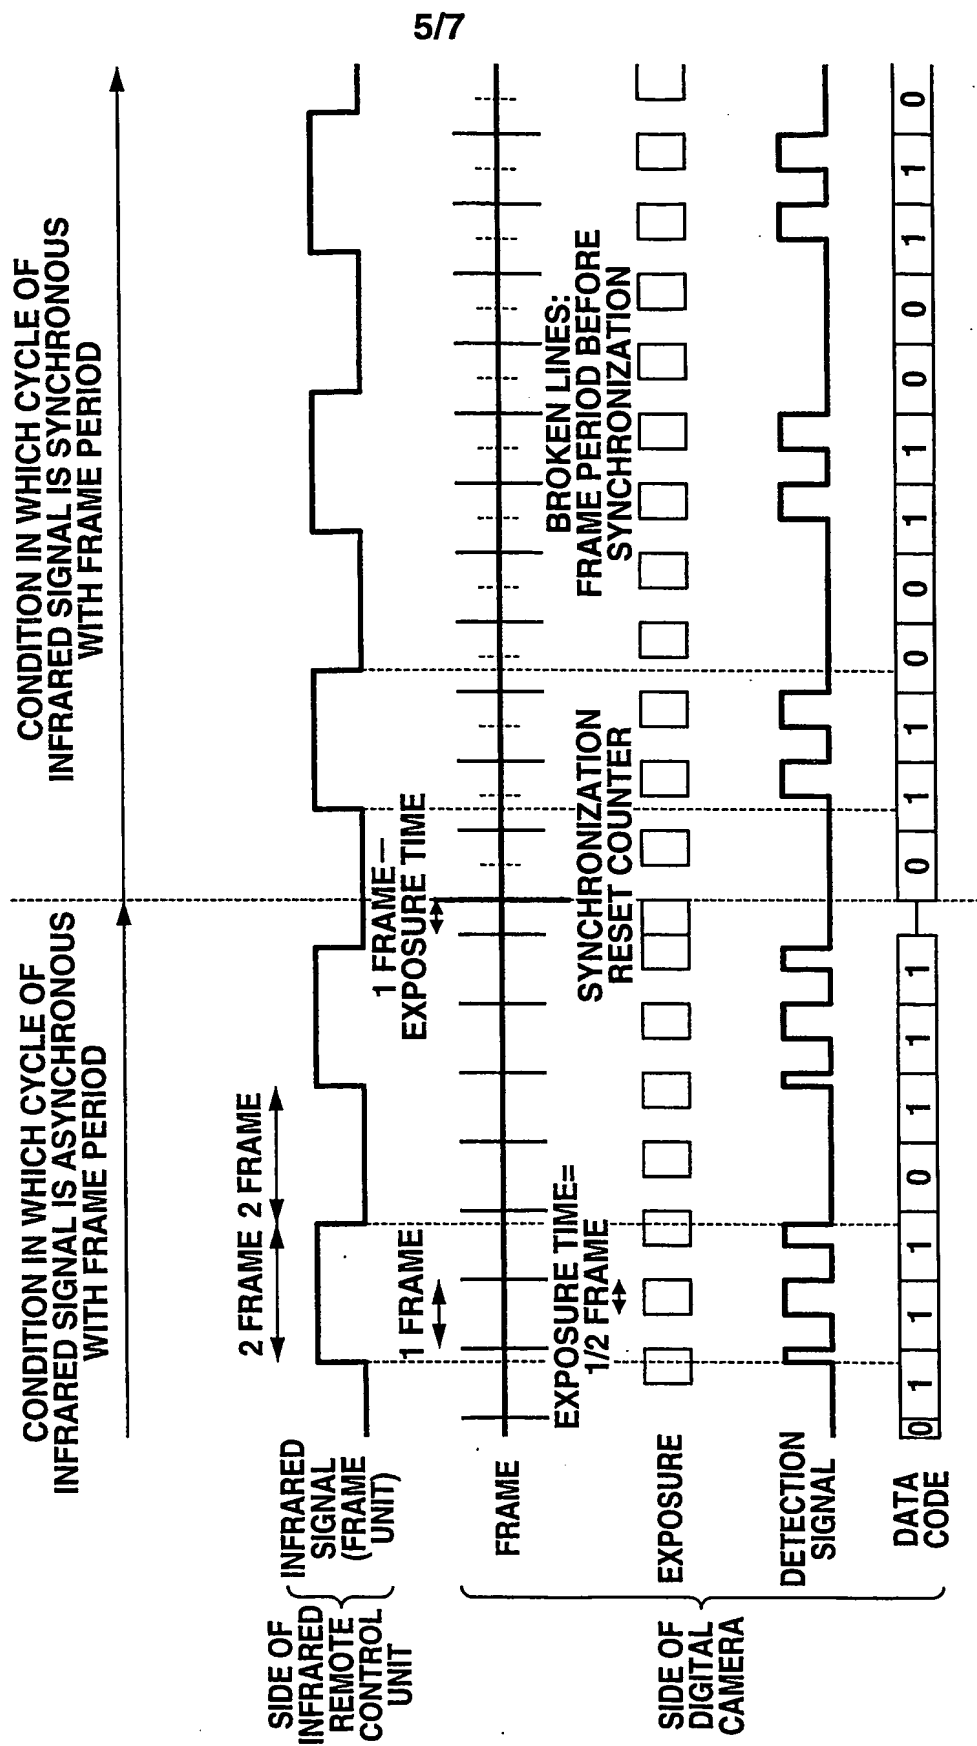 5/7
CONDITION IN WHICH CYCLE OF
INFRARED SIGNAL IS ASYNCHRONOUS
WITH FRAME PERIOD
CONDITION IN WHICH CYCLE OF
INFRARED SIGNAL IS SYNCHRONOUS
WITH FRAME PERIOD
SIDE OF
INFRARED
REMOTE
CONTROL
UNIT
INFRARED
SIGNAL
(FRAME
UNIT)
2 FRAME
2 FRAME
SIDE OF
DIGITAL
CAMERA
FRAME
1 FRAME
1 FRAME—
EXPOSURE TIME
EXPOSURE TIME=
1/2 FRAME
SYNCHRONIZATION
RESET COUNTER
BROKEN LINES:
FRAME PERIOD BEFORE
SYNCHRONIZATION
EXPOSURE
DETECTION
SIGNAL
DATA
CODE
0 1 1 1 0 1 1 1 0 1 1 0 0 1 1 0 0 1 1 0